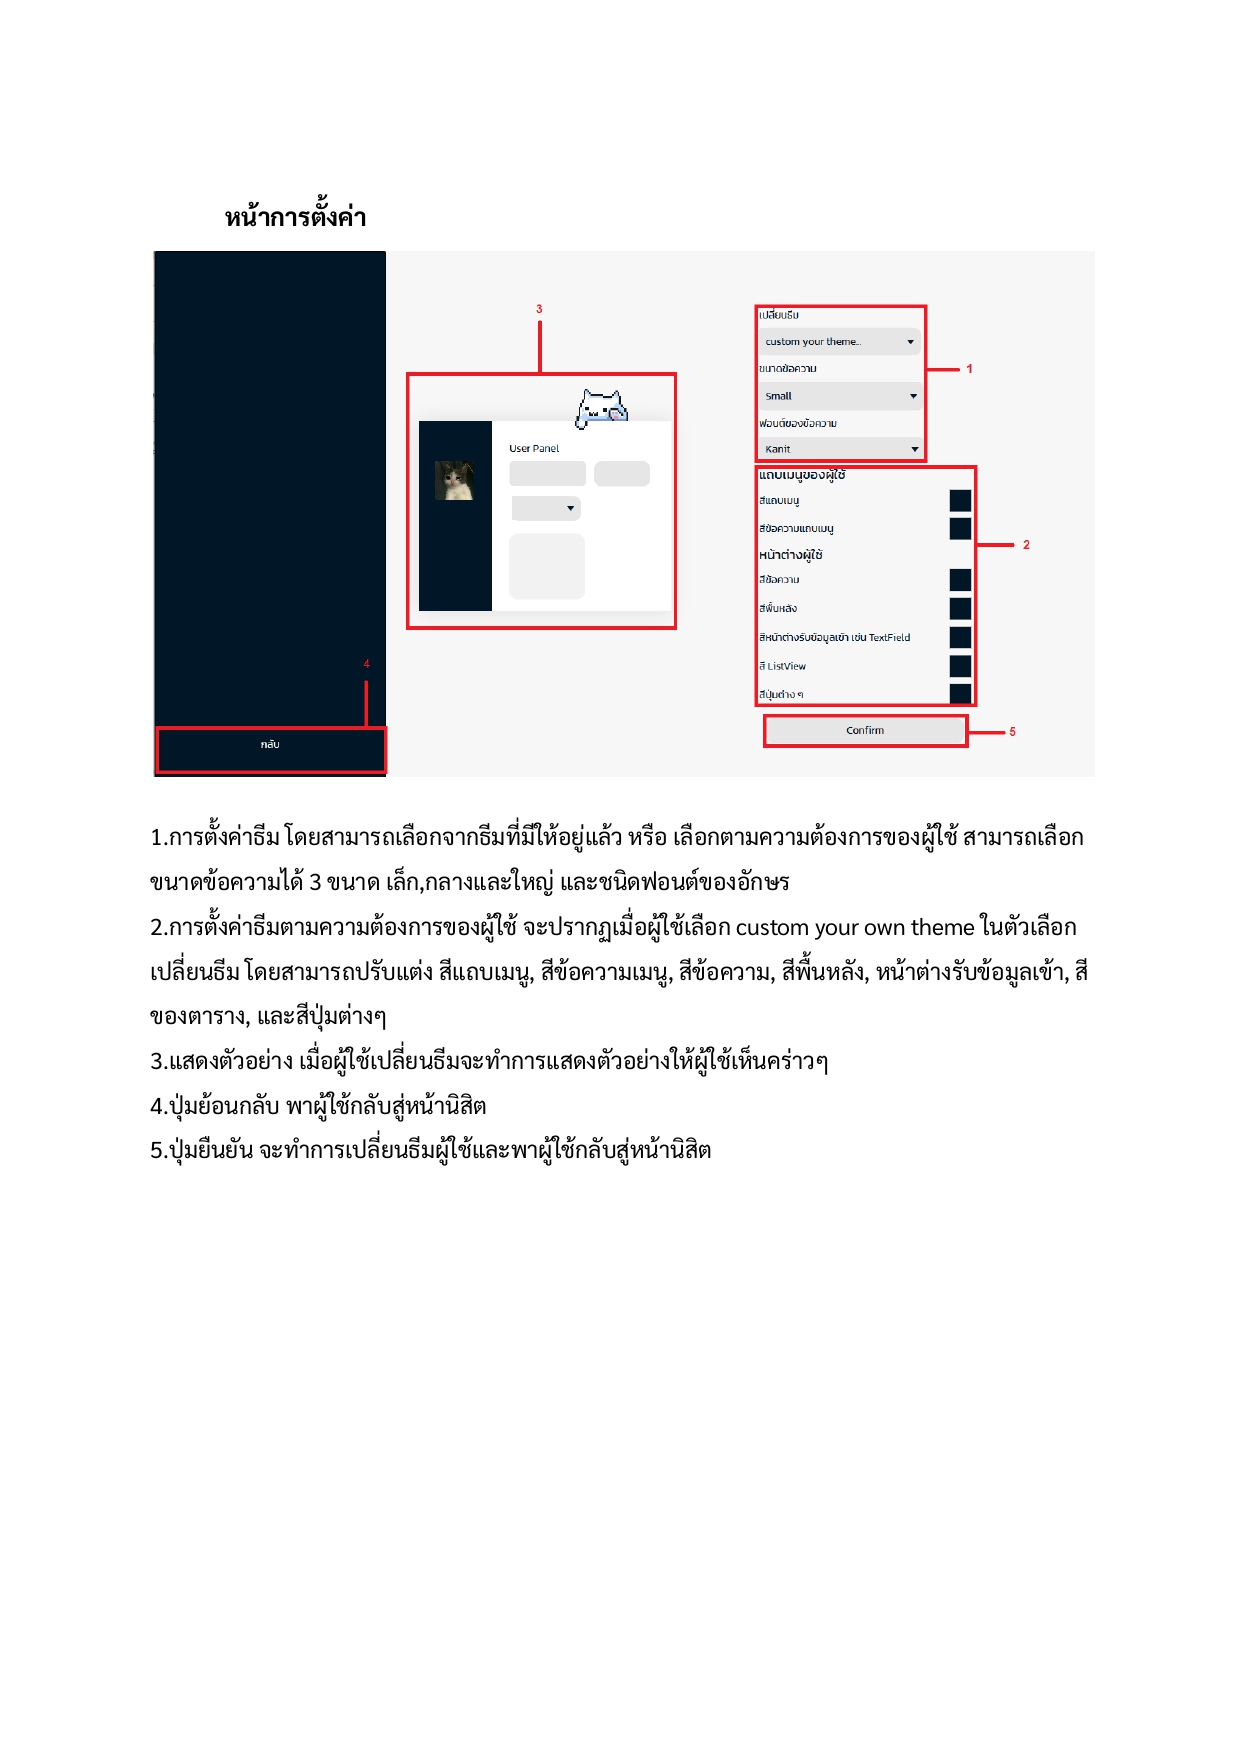 หน้าการตั้งค่า
3
เปลี่ยนธีม
custom your theme...
ขนาดข้อความ
1
Small
ฟอนต์ของข้อความ
User Panel
Kanit
แถบเมนูของผู้ใช้
สีแถบเมนู
สีข้อความแถบเมนู
2
หน้าต่างผู้ใช้
สีข้อความ
สีพื้นหลัง
สีหน้าต่างรับข้อมูลเข้า เช่น TextField
4
สี ListView
สีปุ่มต่าง ๆ
Confirm
5
กลับ
1.การตั้งค่าธีม โดยสามารถเลือกจากธีมที่มีให้อยู่แล้ว หรือ เลือกตามความต้องการของผู้ใช้ สามารถเลือก
ขนาดข้อความได้ 3 ขนาด เล็ก,กลางและใหญ่ และชนิดฟอนต์ของอักษร
2.การตั้งค่าธีมตามความต้องการของผู้ใช้ จะปรากฏเมื่อผู้ใช้เลือก custom your own theme ในตัวเลือก
เปลี่ยนธีม โดยสามารถปรับแต่ง สีแถบเมนู, สีข้อความเมนู, สีข้อความ, สีพื้นหลัง, หน้าต่างรับข้อมูลเข้า, สี
ของตาราง, และสีปุ่มต่างๆ
3.แสดงตัวอย่าง เมื่อผู้ใช้เปลี่ยนธีมจะทำการแสดงตัวอย่างให้ผู้ใช้เห็นคร่าวๆ
4.ปุ่มย้อนกลับ พาผู้ใช้กลับสู่หน้านิสิต
5.ปุ่มยืนยัน จะทำการเปลี่ยนธีมผู้ใช้และพาผู้ใช้กลับสู่หน้านิสิต